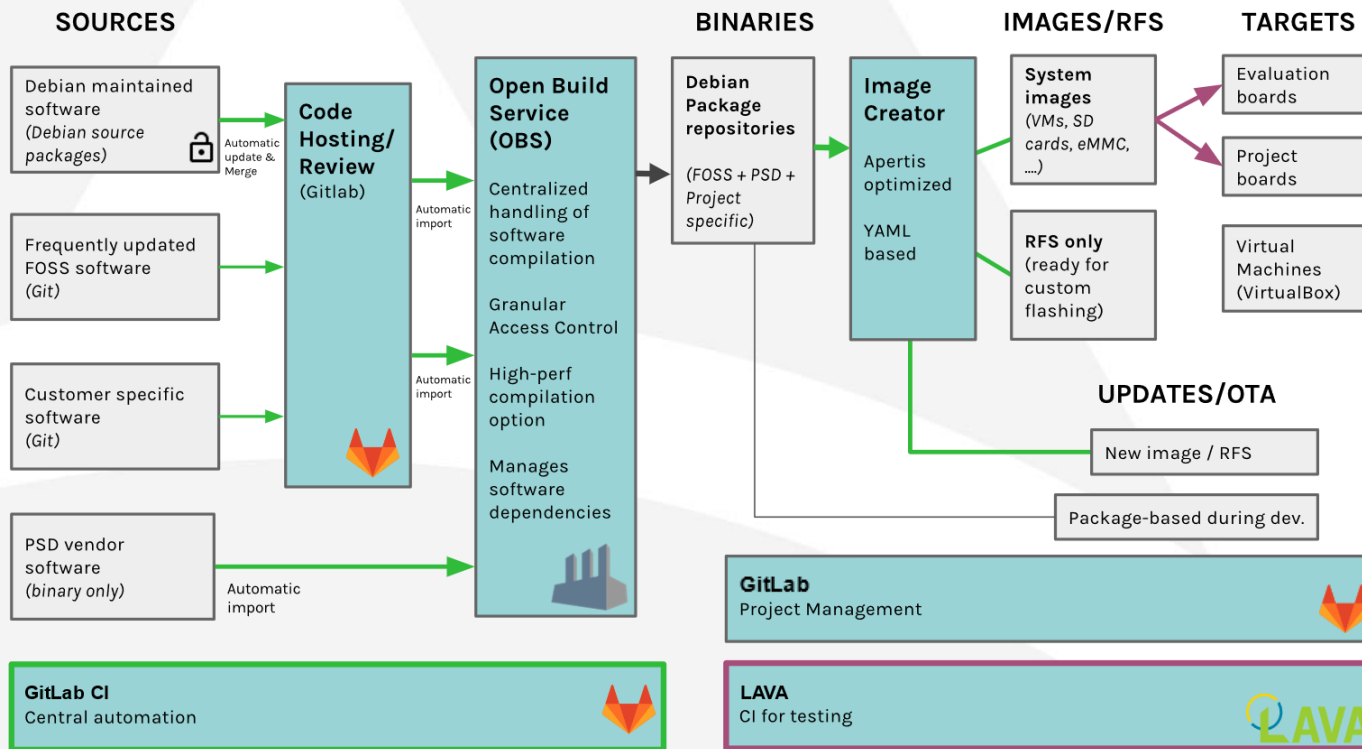 SOURCES
BINARIES
IMAGES/RFS
TARGETS
Debian maintained
software
(Debian source
packages)
Automatic
update &
Merge
Frequently updated
FOSS software
(Git)
Customer specific
software
(Git)
PSD vendor
software
(binary only)
Automatic
import
Code
Hosting/
Review
(Gitlab)
Automatic
import
Automatic
import
Open Build
Service
(OBS)
Centralized
handling of
software
compilation
Granular
Access Control
High-perf
compilation
option
Manages
software
dependencies
Debian
Package
repositories
(FOSS + PSD +
Project
specific)
Image
Creator
Apertis
optimized
YAML
based
System
images
(VMs, SD
cards, eMMC,
....)
RFS only
(ready for
custom
flashing)
Evaluation
boards
Project
boards
Virtual
Machines
(VirtualBox)
UPDATES/OTA
New image / RFS
Package-based during dev.
GitLab
Project Management
GitLab CI
Central automation
LAVA
CI for testing
LAVA